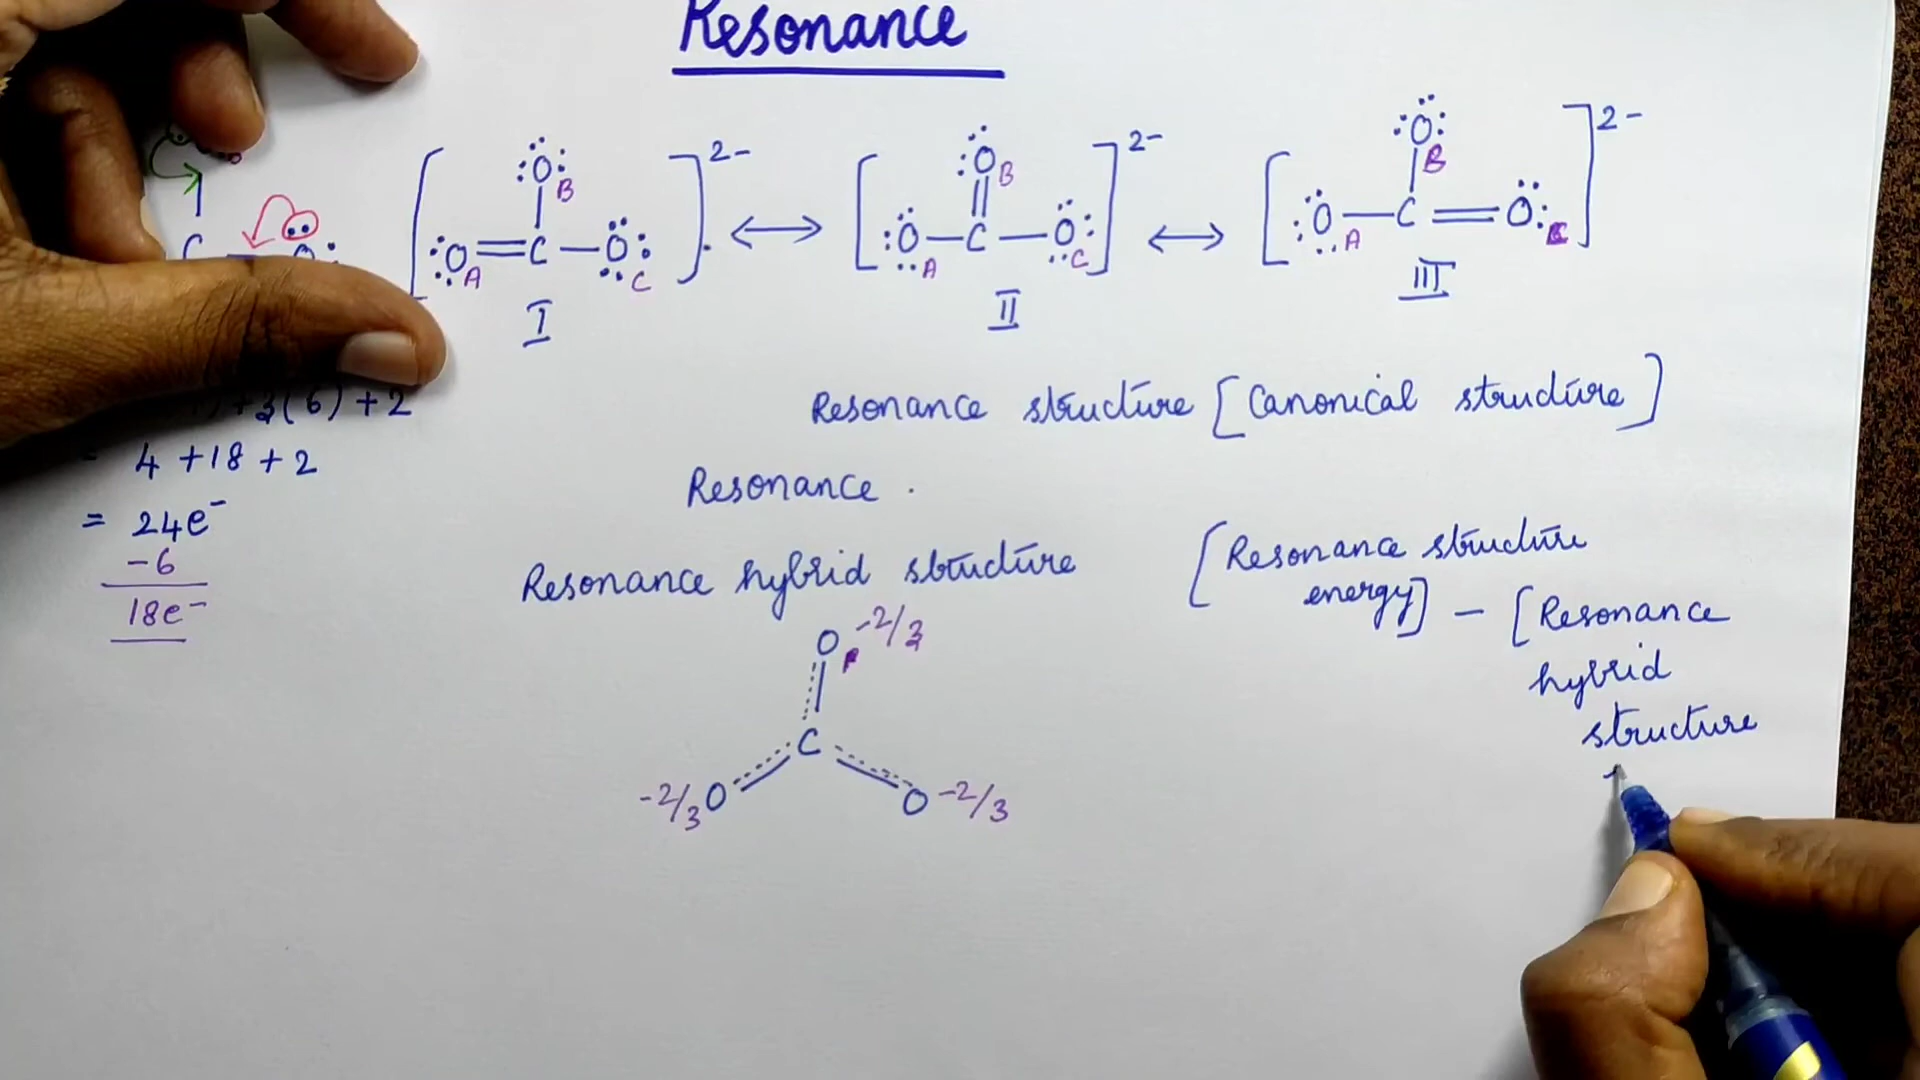 Resonance
[:O=C-O:]2- ↔ [:O-C-O:]2- ↔ [:O-C=O:]2-
O B
O B
O B
A C
A C
A C
I II III
C
+3(6)+2
= 4+18+2
= 24e-
-6
18e-
Resonance structure [Canonical structure]
Resonance.
Resonance hybrid structure
O -2/3
C
-2/3 O
O -2/3
[Resonance structure
energy] - [Resonance
hybrid
structure